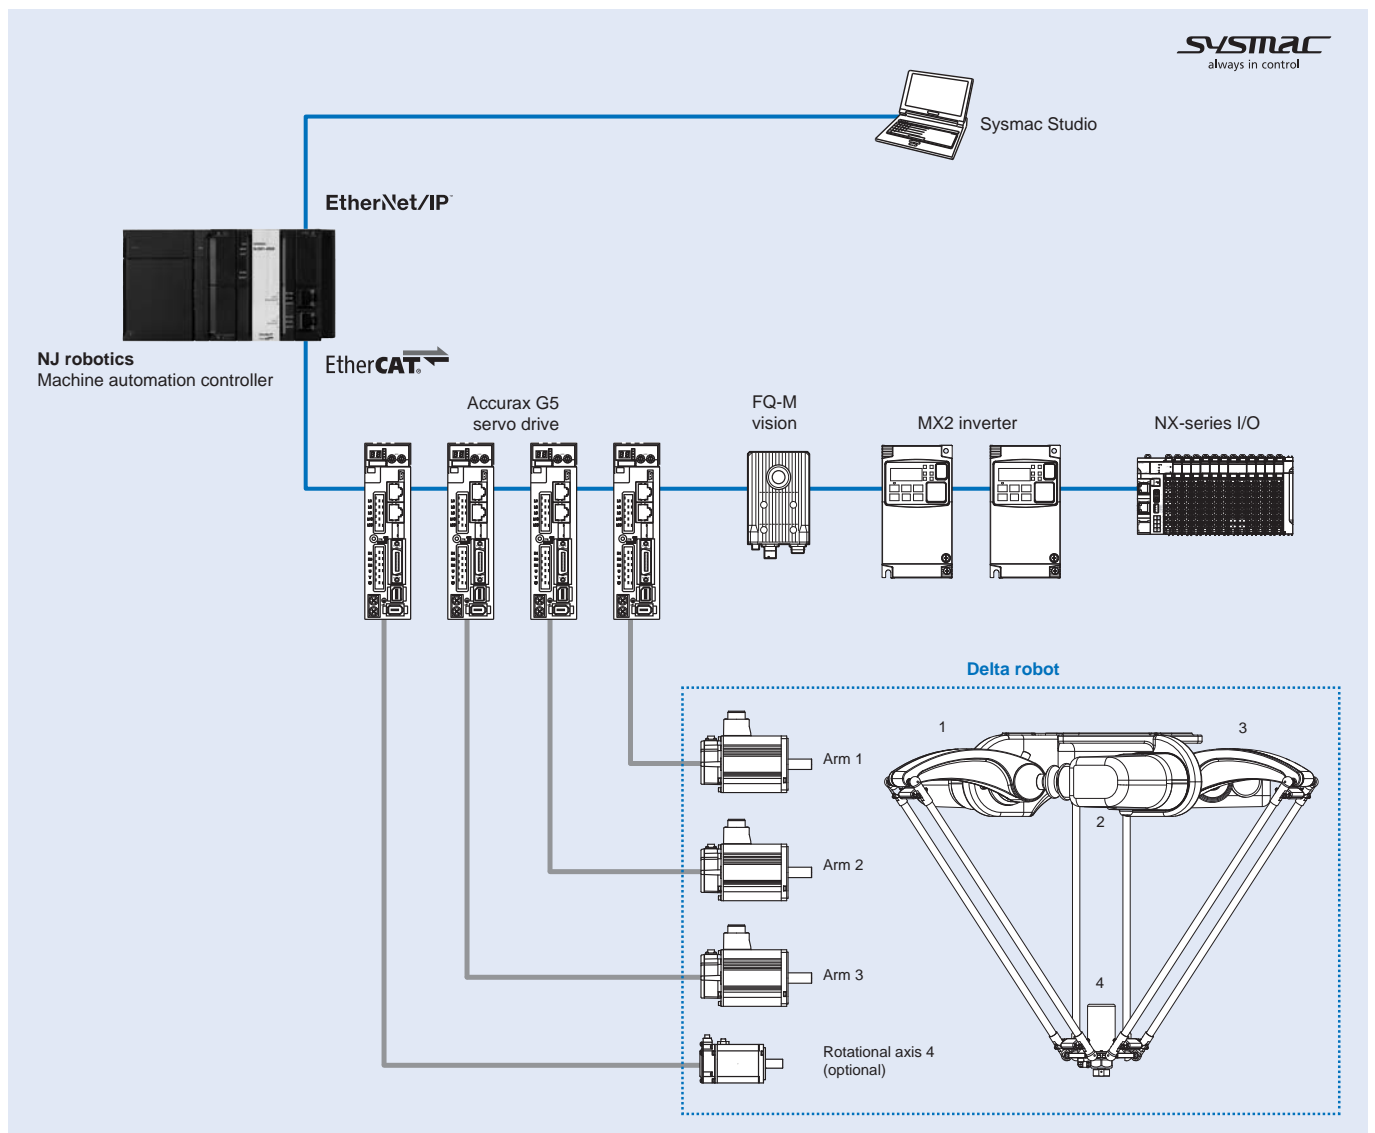 sysmac
always in control
Sysmac Studio
EtherNet/IP™
NJ robotics
Machine automation controller
EtherCAT®
Accurax G5
servo drive
FQ-M
vision
MX2 inverter
NX-series I/O
Delta robot
1
3
Arm 1
2
Arm 2
Arm 3
4
Rotational axis 4
(optional)